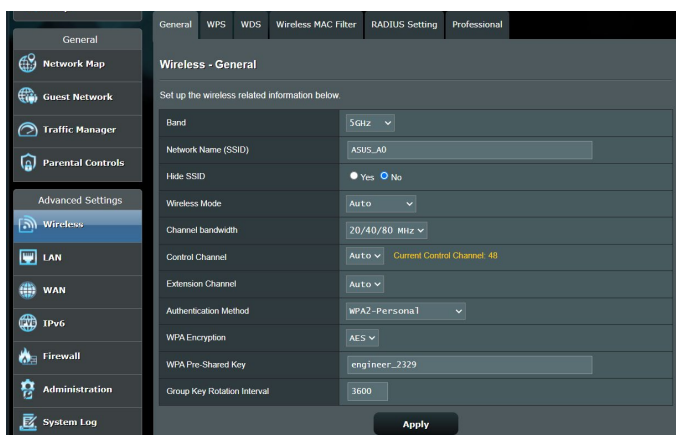 General WPS WDS Wireless MAC Filter RADIUS Setting Professional
General
Network Map
Guest Network
Traffic Manager
Parental Controls
Advanced Settings
Wireless
LAN
WAN
IPv6
Firewall
Administration
System Log
Wireless - General
Set up the wireless related information below.
Band 5GHz
Network Name (SSID) ASUS_A0
Hide SSID Yes No
Wireless Mode Auto
Channel bandwidth 20/40/80 MHz
Control Channel Auto Current Control Channel: 48
Extension Channel Auto
Authentication Method WPA2-Personal
WPA Encryption AES
WPA Pre-Shared Key engineer_2329
Group Key Rotation Interval 3600
Apply